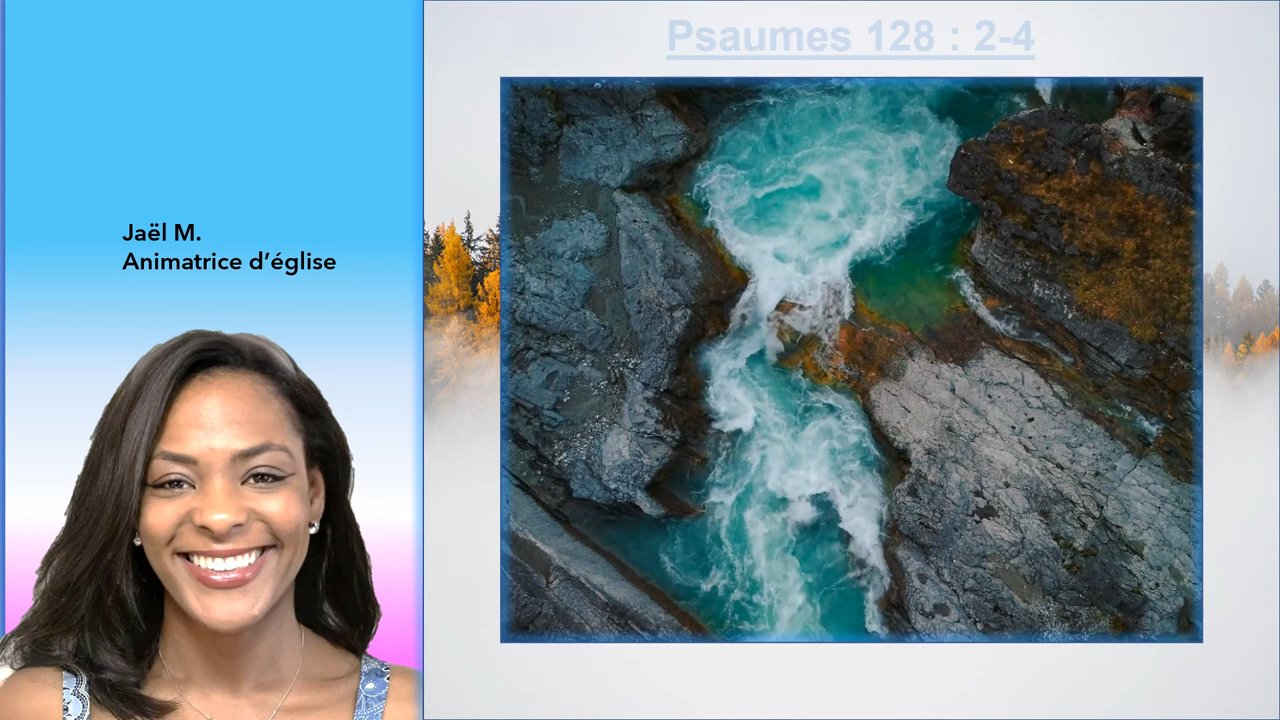 Psaumes 128 : 2-4
Jaël M.
Animatrice d’église